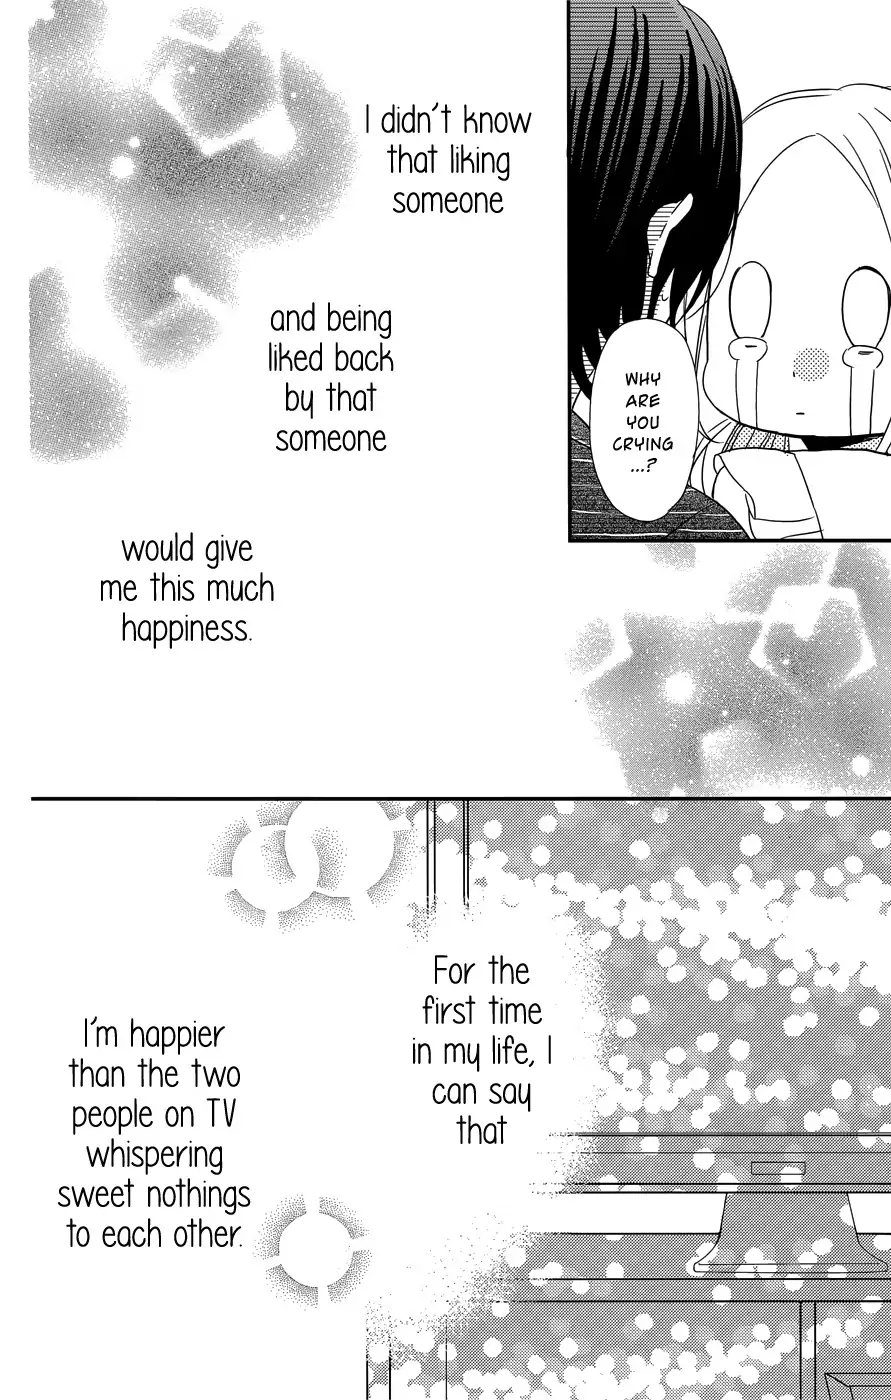 I didn't know
that liking
someone
WHY
ARE
YOU
CRYING
...?
and being
liked back
by that
someone
would give
me this much
happiness.
For the
first time
in my life, I
can say
that
I'm happier
than the two
people on TV
whispering
sweet nothings
to each other.